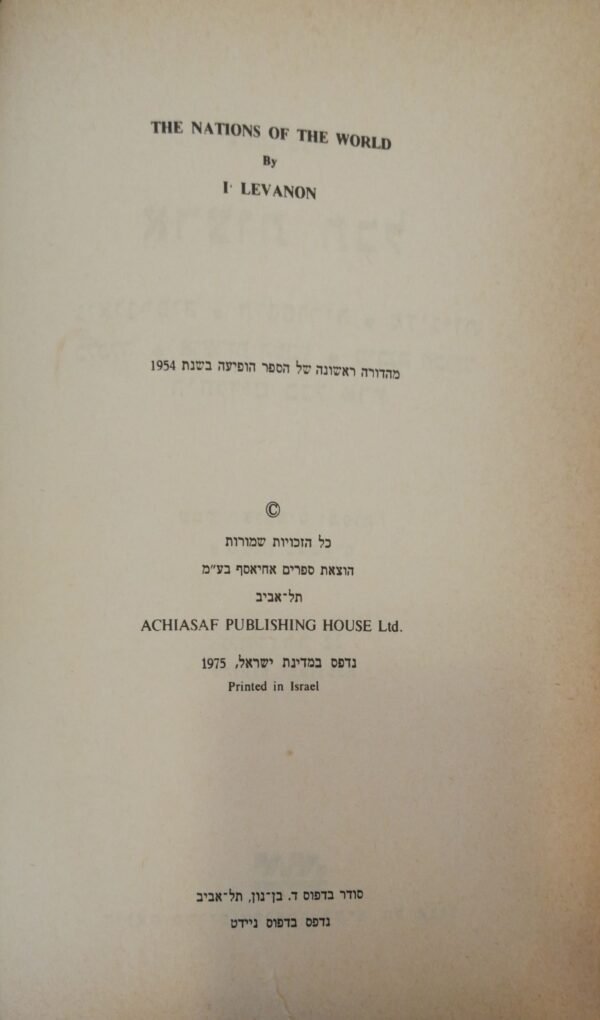 THE NATIONS OF THE WORLD
By
I· LEVANON
מהדורה ראשונה של הספר הופיעה בשנת 1954
©
כל הזכויות שמורות
הוצאת ספרים אחיאסף בע״מ
תל־אביב
ACHIASAF PUBLISHING HOUSE Ltd.
נדפס במדינת ישראל, 1975
Printed in Israel
סודר בדפוס ד. בן־נון, תל־אביב
נדפס בדפוס ניידט